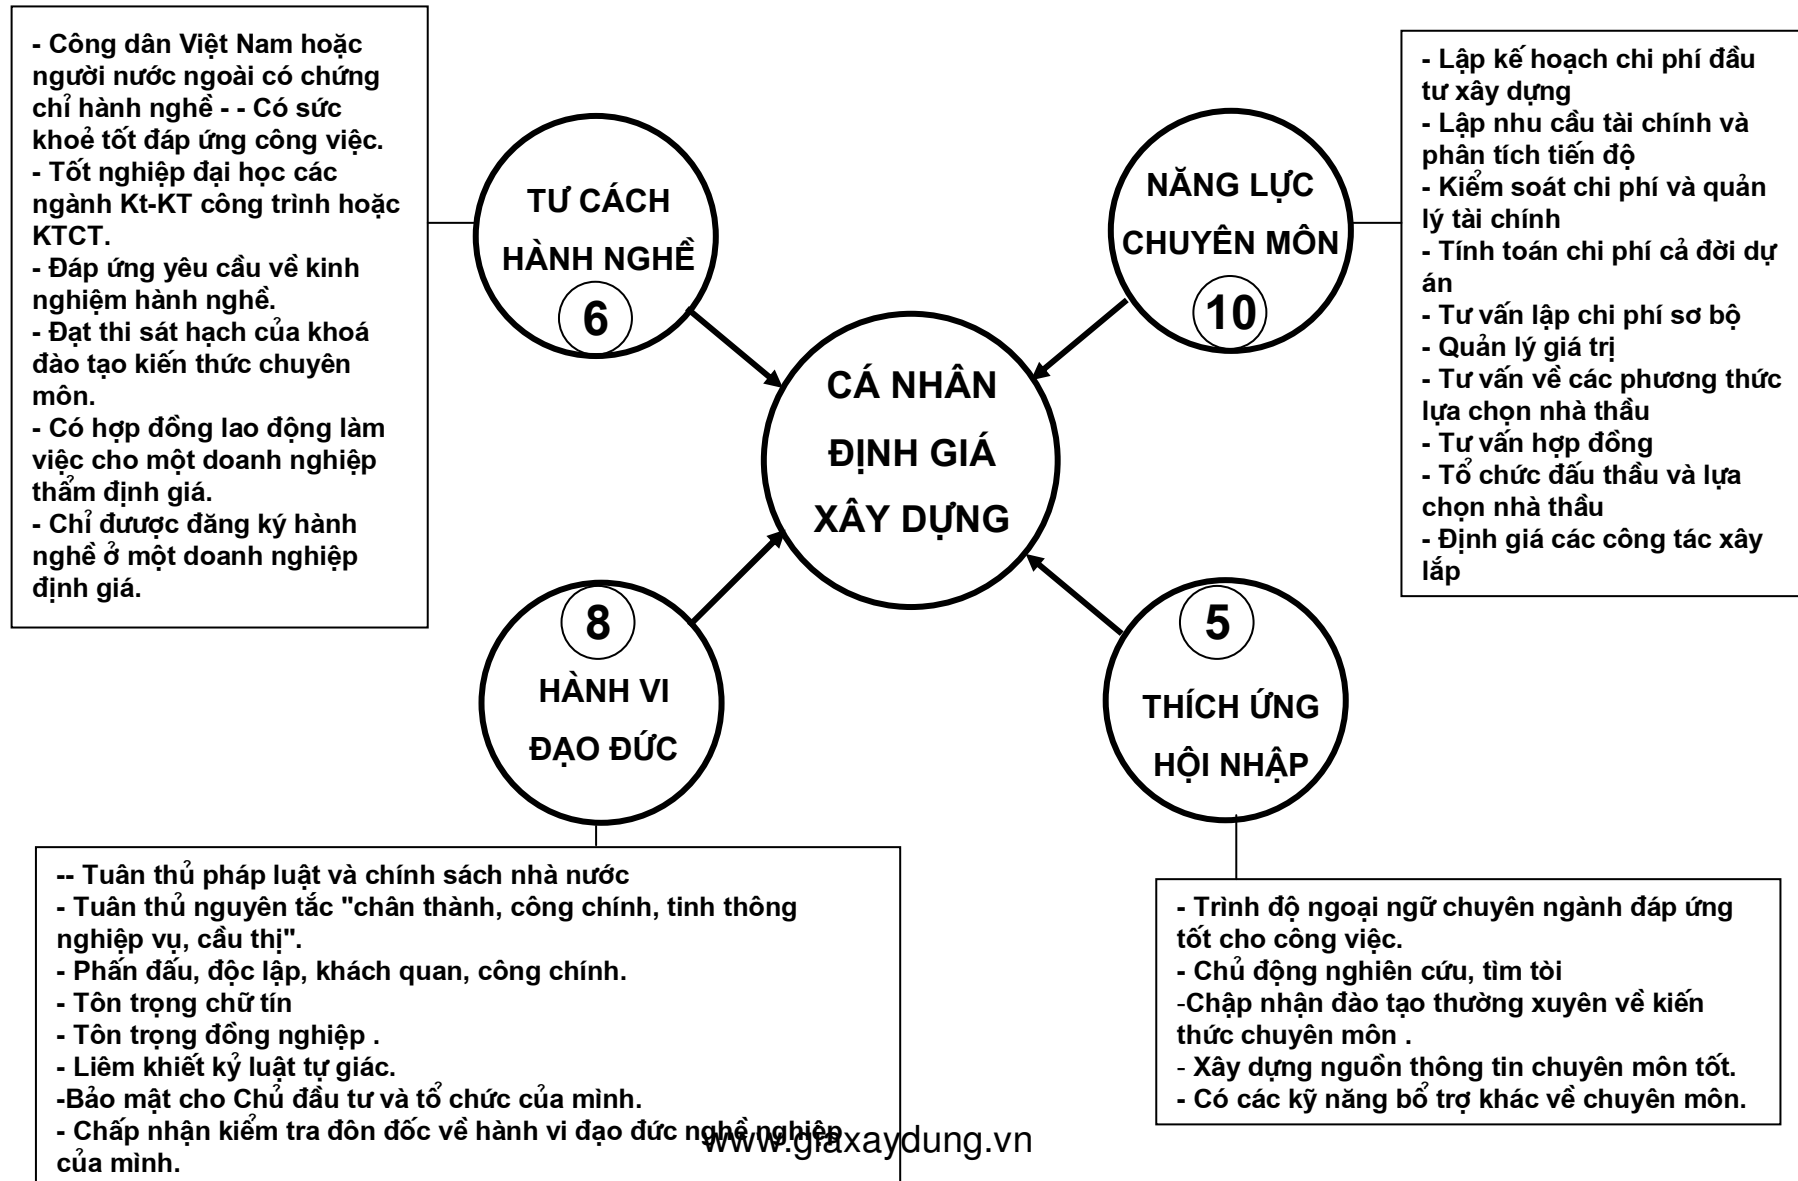 - Công dân Việt Nam hoặc
người nước ngoài có chứng
chỉ hành nghề - - Có sức
khoẻ tốt đáp ứng công việc.
- Tốt nghiệp đại học các
ngành Kt-KT công trình hoặc
KTCT.
- Đáp ứng yêu cầu về kinh
nghiệm hành nghề.
- Đạt thi sát hạch của khoá
đào tạo kiến thức chuyên
môn.
- Có hợp đồng lao động làm
việc cho một doanh nghiệp
thẩm định giá.
- Chỉ đưược đăng ký hành
nghề ở một doanh nghiệp
định giá.
TƯ CÁCH
HÀNH NGHỀ
6
NĂNG LỰC
CHUYÊN MÔN
10
- Lập kế hoạch chi phí đầu
tư xây dựng
- Lập nhu cầu tài chính và
phân tích tiến độ
- Kiểm soát chi phí và quản
lý tài chính
- Tính toán chi phí cả đời dự
án
- Tư vấn lập chi phí sơ bộ
- Quản lý giá trị
- Tư vấn về các phương thức
lựa chọn nhà thầu
- Tư vấn hợp đồng
- Tổ chức đấu thầu và lựa
chọn nhà thầu
- Định giá các công tác xây
lắp
CÁ NHÂN
ĐỊNH GIÁ
XÂY DỰNG
8
HÀNH VI
ĐẠO ĐỨC
5
THÍCH ỨNG
HỘI NHẬP
-- Tuân thủ pháp luật và chính sách nhà nước
- Tuân thủ nguyên tắc "chân thành, công chính, tinh thông
nghiệp vụ, cầu thị".
- Phấn đấu, độc lập, khách quan, công chính.
- Tôn trọng chữ tín
- Tôn trọng đồng nghiệp .
- Liêm khiết kỷ luật tự giác.
-Bảo mật cho Chủ đầu tư và tổ chức của mình.
- Chấp nhận kiểm tra đôn đốc về hành vi đạo đức nghề nghiệp
của mình.
- Trình độ ngoại ngữ chuyên ngành đáp ứng
tốt cho công việc.
- Chủ động nghiên cứu, tìm tòi
-Chập nhận đào tạo thường xuyên về kiến
thức chuyên môn .
- Xây dựng nguồn thông tin chuyên môn tốt.
- Có các kỹ năng bổ trợ khác về chuyên môn.
www.giaxaydung.vn